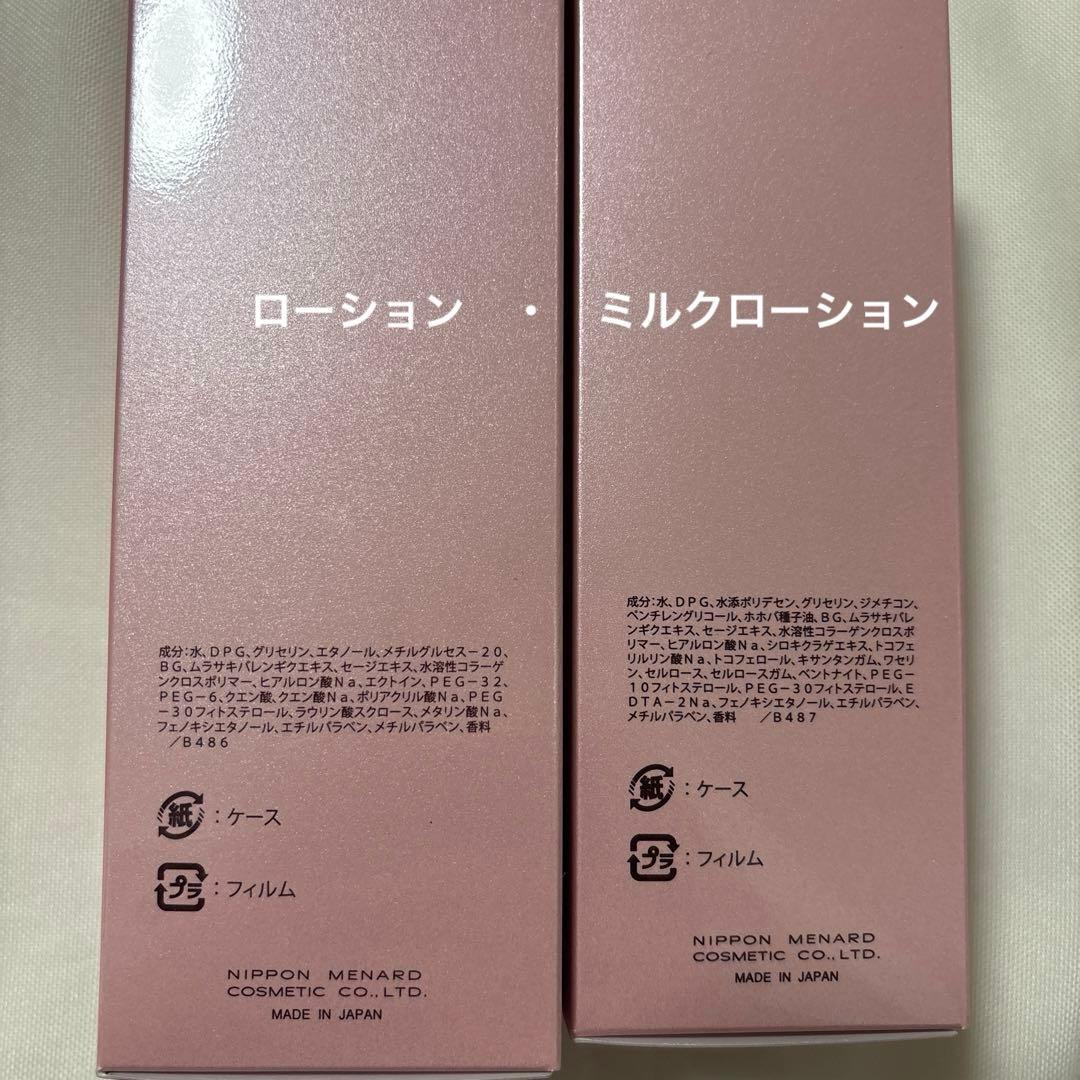 ローション ・ ミルクローション
成分:水、DPG、グリセリン、エタノール、メチルグルセス-20、
BG、ムラサキバレンギクエキス、セージエキス、水溶性コラーゲ
ンクロスポリマー、ヒアルロン酸Na、エクトイン、PEG-32、
PEG-6、クエン酸、クエン酸Na、ポリアクリル酸Na、PEG
-30フィトステロール、ラウリン酸スクロース、メタリン酸Na、
フェノキシエタノール、エチルパラベン、メチルパラベン、香料
/B486
紙:ケース
プラ:フィルム
NIPPON MENARD
COSMETIC CO.,LTD.
MADE IN JAPAN
成分:水、DPG、水添ポリデセン、グリセリン、ジメチコン、
ペンチレングリコール、ホホバ種子油、BG、ムラサキバレ
ンギクエキス、セージエキス、水溶性コラーゲンクロスポ
リマー、ヒアルロン酸Na、シロキクラゲエキス、トコフェ
リルリン酸Na、トコフェロール、キサンタンガム、ワセリ
ン、セルロース、セルロースガム、ベントナイト、PEG-
10フィトステロール、PEG-30フィトステロール、E
DTA-2Na、フェノキシエタノール、エチルパラベン、
メチルパラベン、香料 /B487
紙:ケース
プラ:フィルム
NIPPON MENARD
COSMETIC CO.,LTD.
MADE IN JAPAN